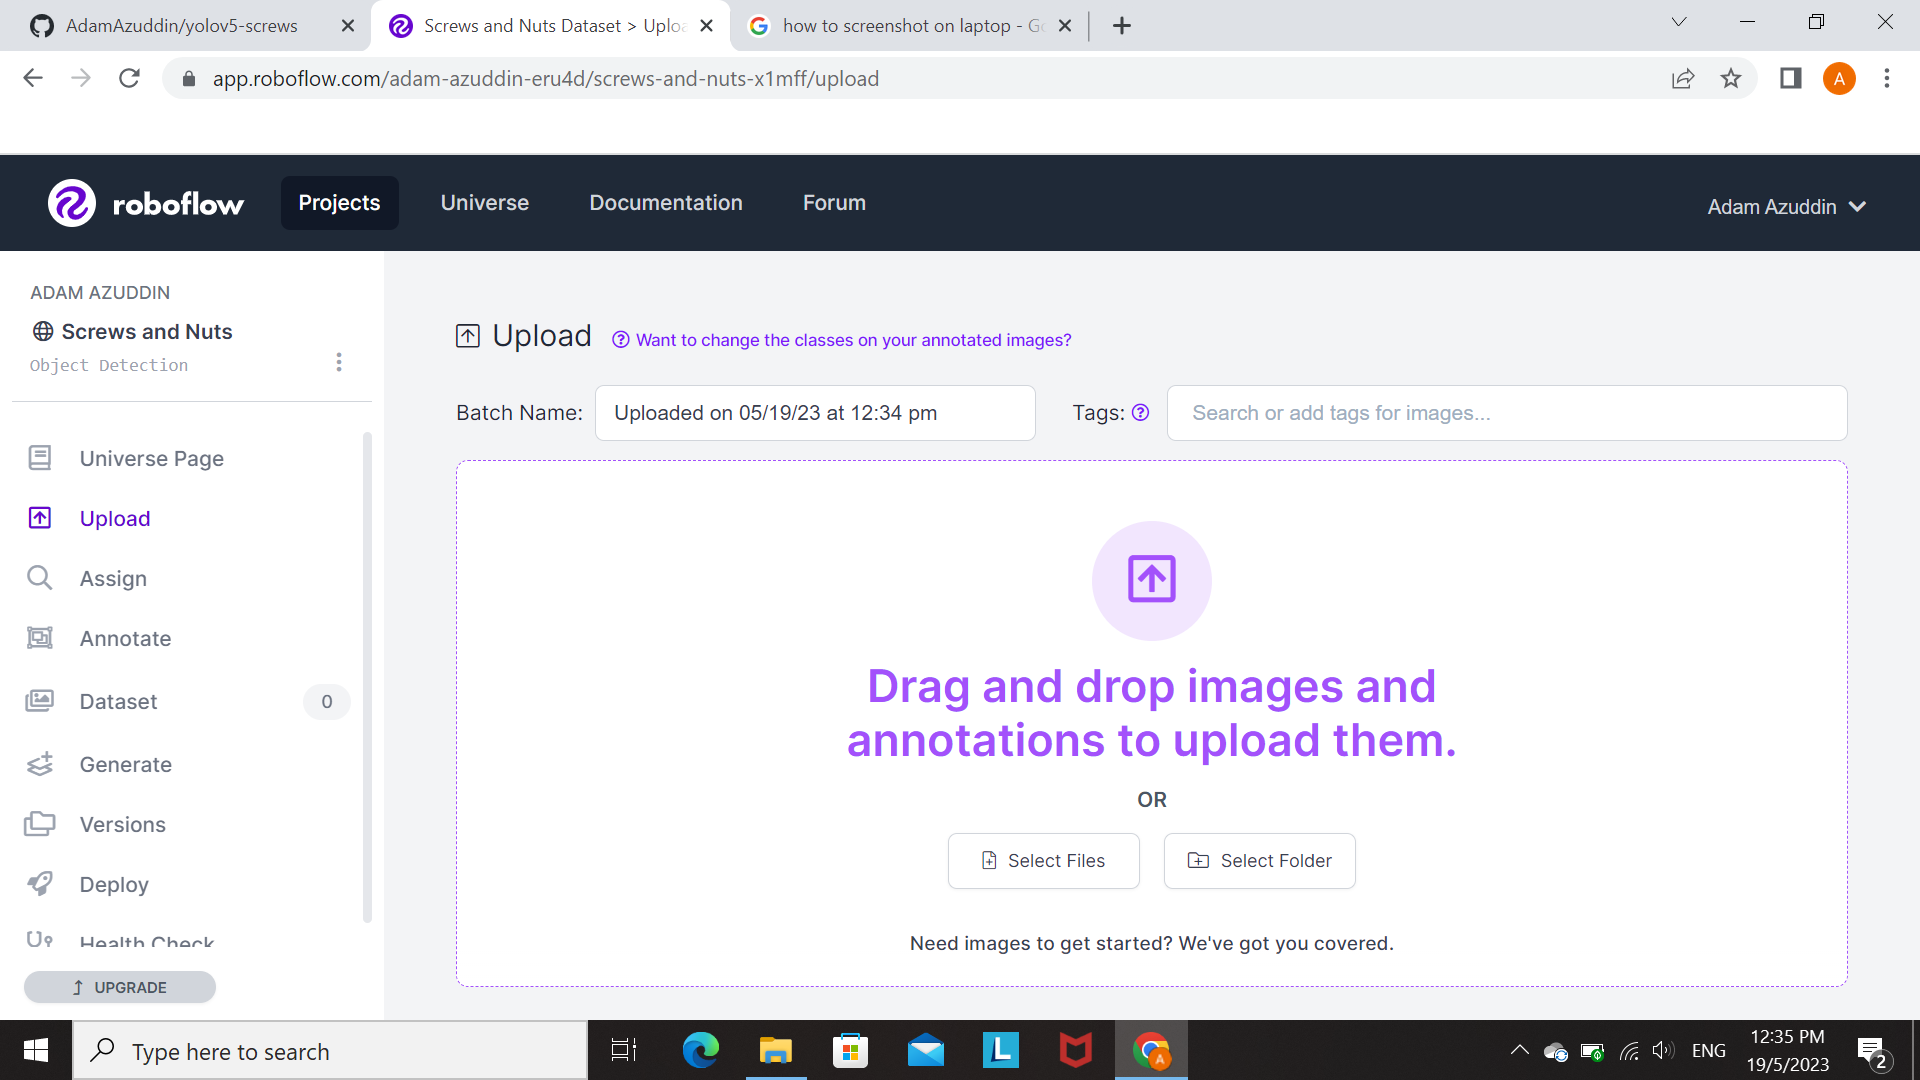 AdamAzuddin/yolov5-screws
Screws and Nuts Dataset > Uploa
how to screenshot on laptop - Go
app.roboflow.com/adam-azuddin-eru4d/screws-and-nuts-x1mff/upload
A
roboflow
Projects
Universe
Documentation
Forum
Adam Azuddin
ADAM AZUDDIN
Screws and Nuts
Object Detection
Universe Page
Upload
Assign
Annotate
Dataset 0
Generate
Versions
Deploy
Health Check
UPGRADE
Upload
Want to change the classes on your annotated images?
Batch Name: Uploaded on 05/19/23 at 12:34 pm
Tags: Search or add tags for images...
Drag and drop images and
annotations to upload them.
OR
Select Files
Select Folder
Need images to get started? We've got you covered.
Type here to search
L
A
ENG
12:35 PM
19/5/2023
2